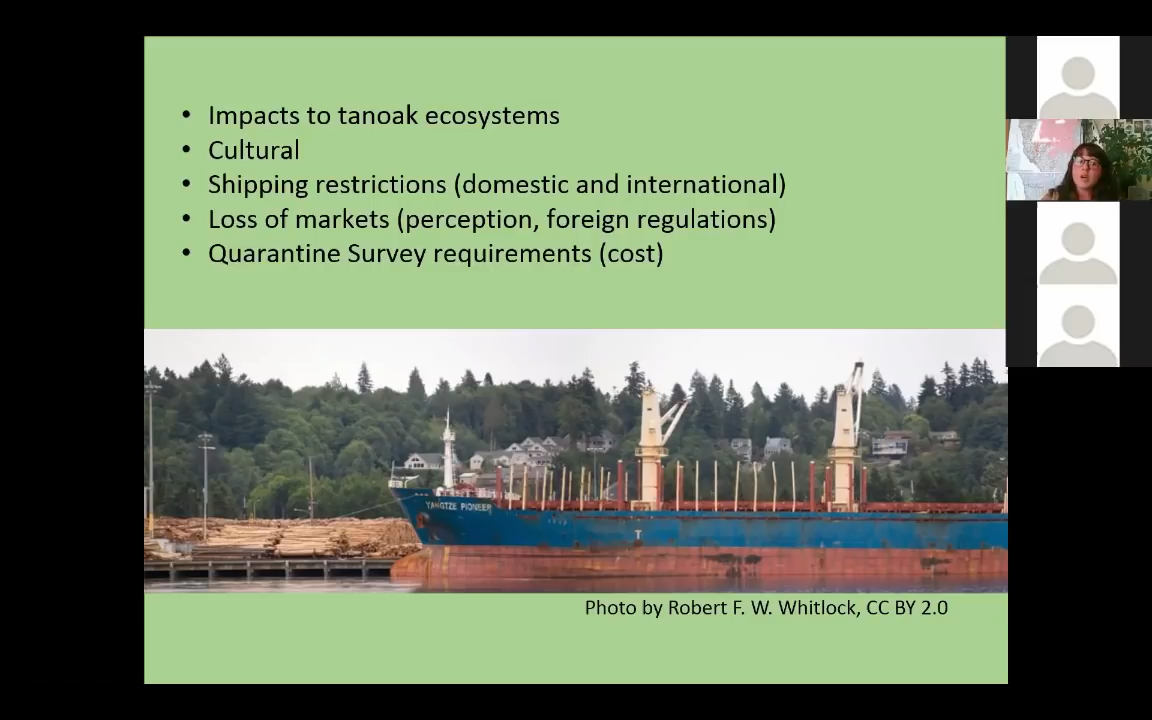 • Impacts to tanoak ecosystems
• Cultural
• Shipping restrictions (domestic and international)
• Loss of markets (perception, foreign regulations)
• Quarantine Survey requirements (cost)
YANGTZE PIONEER
T
Photo by Robert F. W. Whitlock, CC BY 2.0